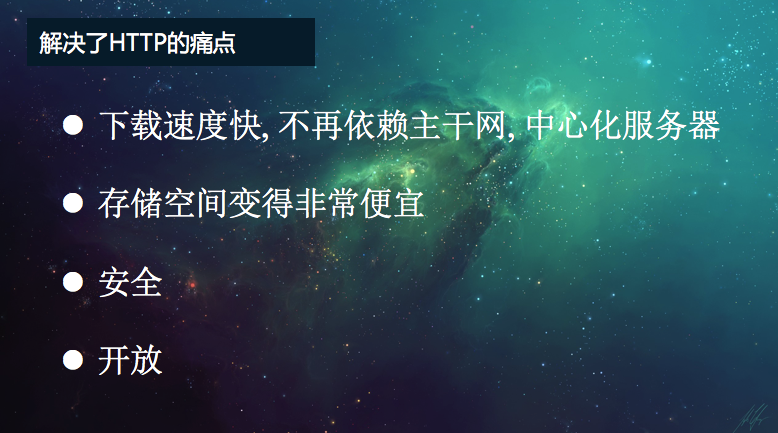 解决了HTTP的痛点
● 下载速度快, 不再依赖主干网, 中心化服务器
● 存储空间变得非常便宜
● 安全
● 开放